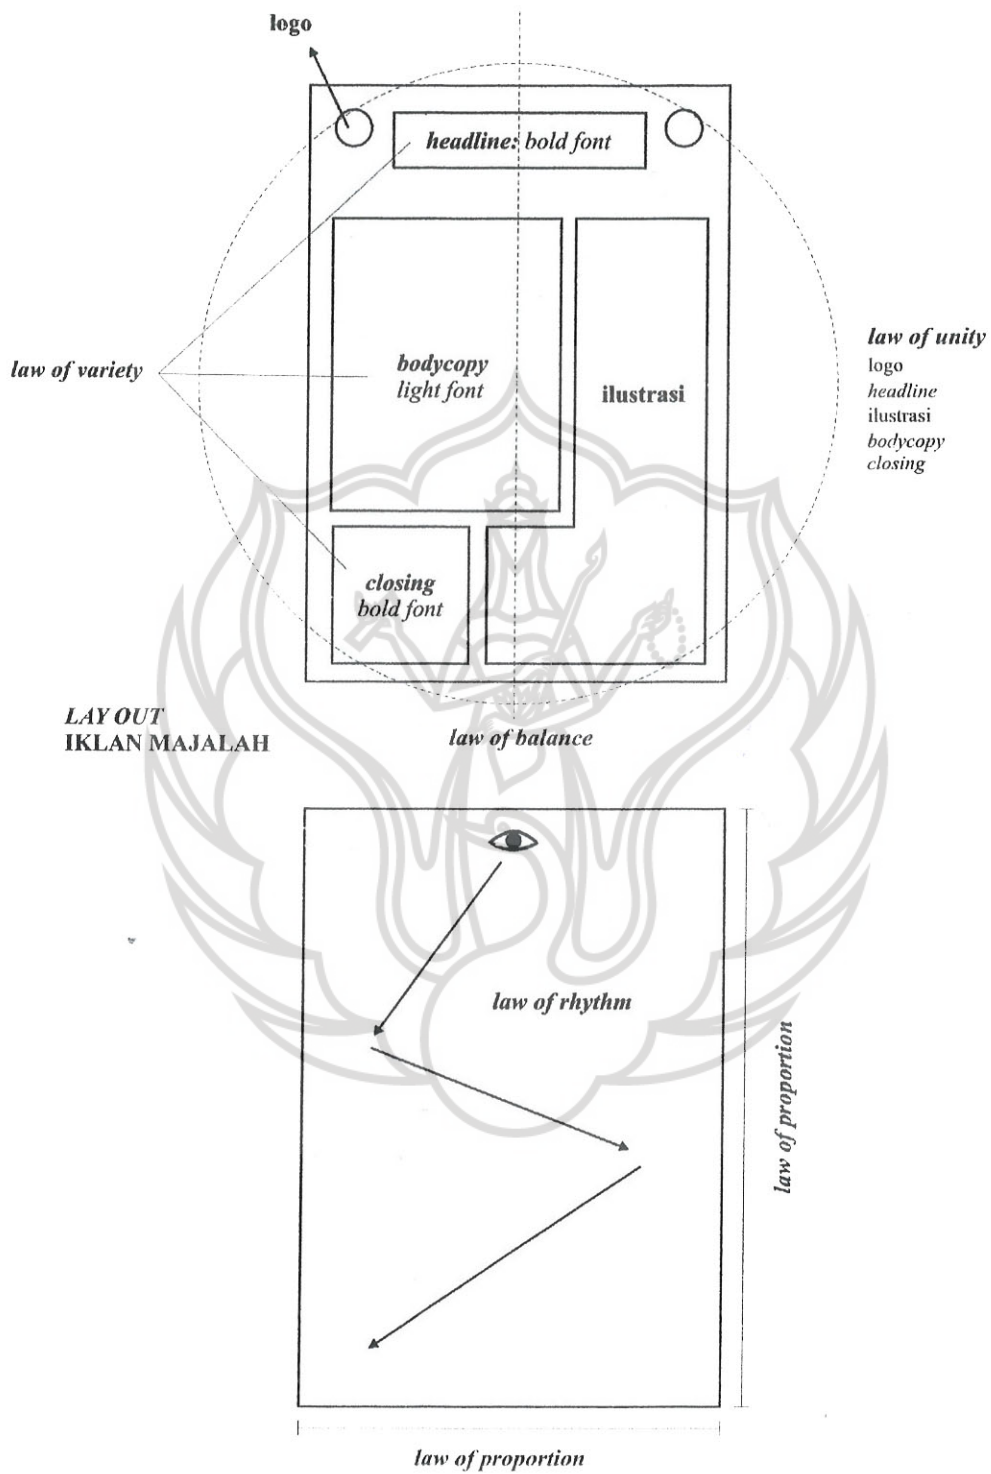 logo
headline: bold font
law of variety
bodycopy
light font
ilustrasi
closing
bold font
law of unity
logo
headline
ilustrasi
bodycopy
closing
LAY OUT
IKLAN MAJALAH
law of balance
law of rhythm
law of proportion
law of proportion